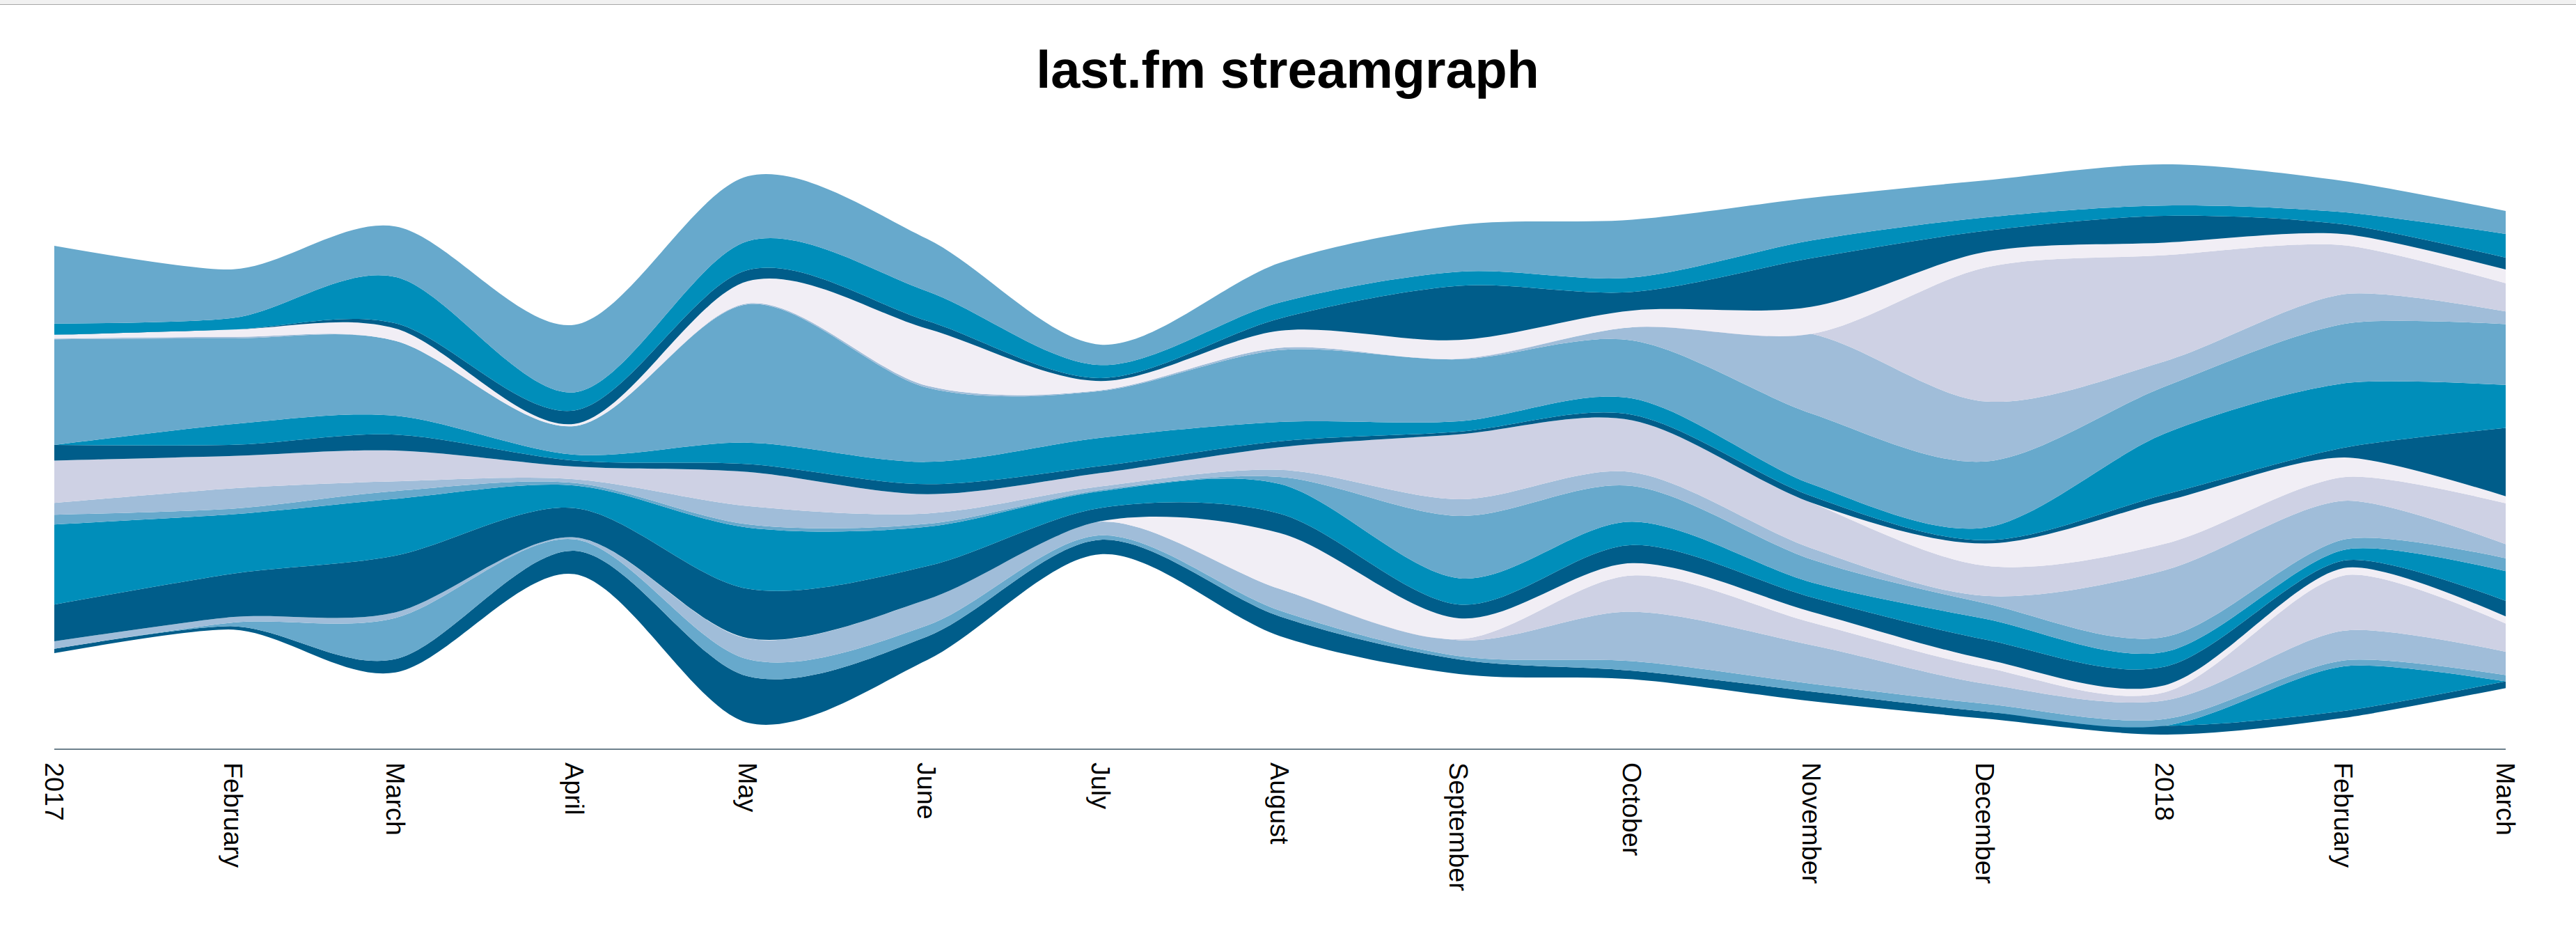 last.fm streamgraph
2017
February
March
April
May
June
July
August
September
October
November
December
2018
February
March